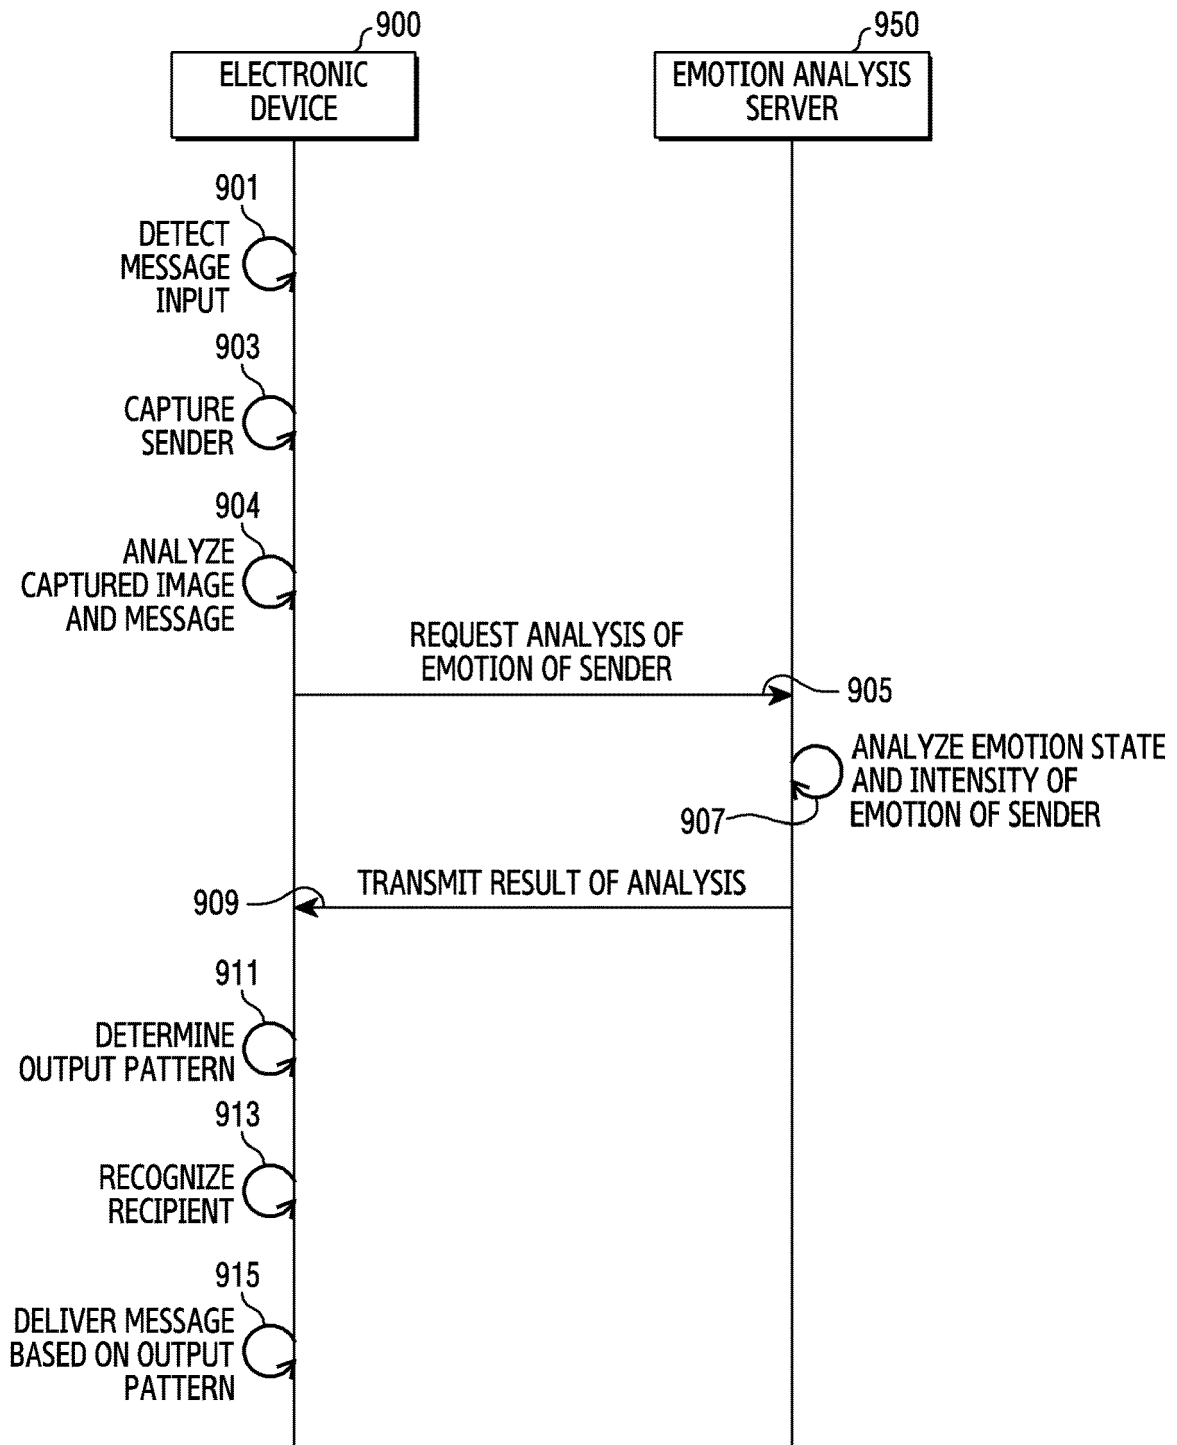 900
950
ELECTRONIC
DEVICE
EMOTION ANALYSIS
SERVER
901
DETECT
MESSAGE
INPUT
903
CAPTURE
SENDER
904
ANALYZE
CAPTURED IMAGE
AND MESSAGE
REQUEST ANALYSIS OF
EMOTION OF SENDER
905
ANALYZE EMOTION STATE
AND INTENSITY OF
EMOTION OF SENDER
907
TRANSMIT RESULT OF ANALYSIS
909
911
DETERMINE
OUTPUT PATTERN
913
RECOGNIZE
RECIPIENT
915
DELIVER MESSAGE
BASED ON OUTPUT
PATTERN